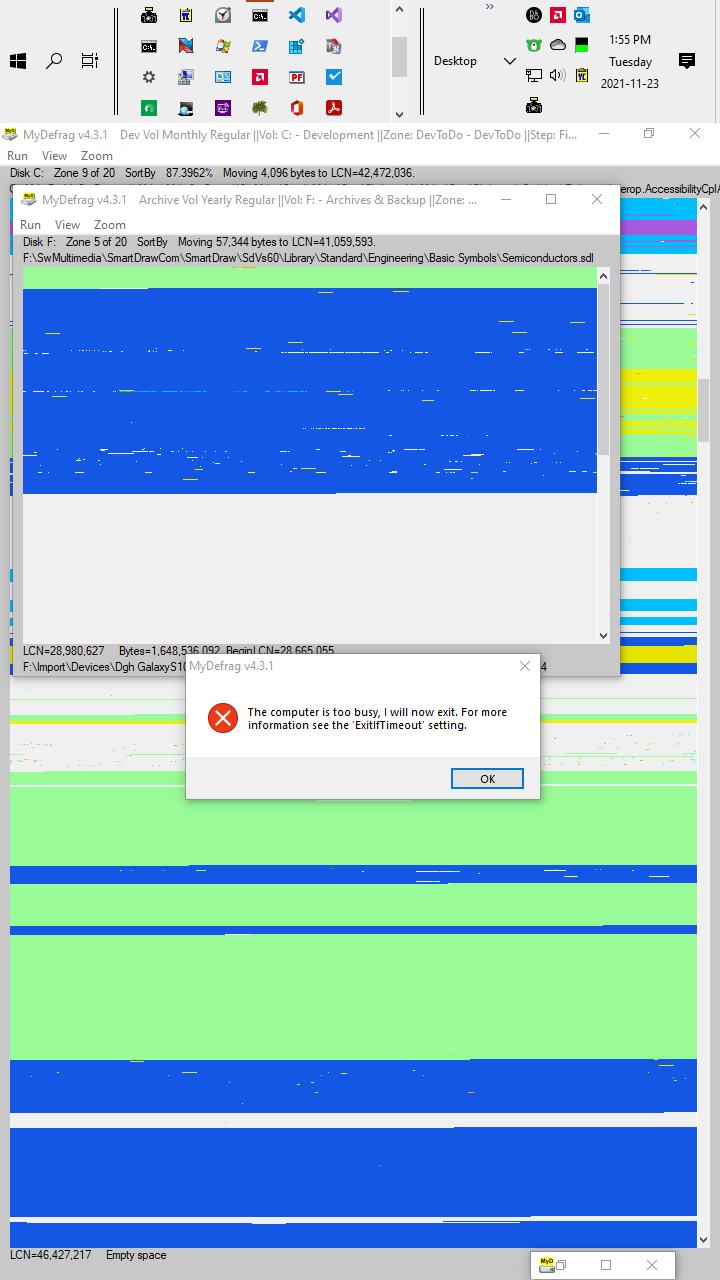 1:55 PM
Desktop
Tuesday
2021-11-23
MyDefrag v4.3.1 Dev Vol Monthly Regular ||Vol: C: - Development ||Zone: DevToDo - DevToDo ||Step: Fi...
Run View Zoom
Disk C: Zone 9 of 20 SortBy 87.3962% Moving 4,096 bytes to LCN=42,472,036.
erop.AccessibilityCplA
MyDefrag v4.3.1 Archive Vol Yearly Regular ||Vol: F: - Archives & Backup ||Zone: ...
Run View Zoom
Disk F: Zone 5 of 20 SortBy Moving 57,344 bytes to LCN=41,059,593.
F:\SwMultimedia\SmartDrawCom\SmartDraw\SdVs60\Library\Standard\Engineering\Basic Symbols\Semiconductors.sdl
LCN=28,980,627 Bytes=1,648,536,092 BeginLCN=28,665,055
F:\Import\Devices\Dgh GalaxyS10 4
MyDefrag v4.3.1
The computer is too busy, I will now exit. For more
information see the 'ExitIfTimeout' setting.
OK
LCN=46,427,217 Empty space